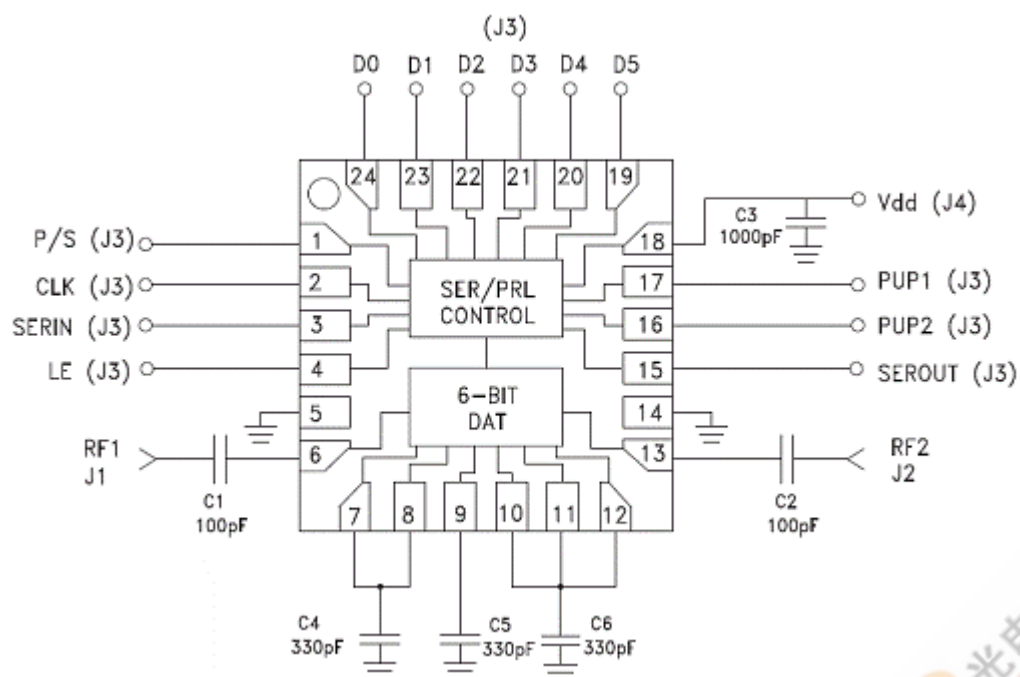 (J3)
D0 D1 D2 D3 D4 D5
24 23 22 21 20 19
Vdd (J4)
C3
1000pF
P/S (J3) 1 18
CLK (J3) 2 17 PUP1 (J3)
SER/PRL
CONTROL
SERIN (J3) 3 16 PUP2 (J3)
LE (J3) 4 15 SEROUT (J3)
6-BIT
DAT
5 14
RF1
J1
6 13
RF2
J2
C1
100pF
C2
100pF
7 8 9 10 11 12
C4
330pF
C5
330pF
C6
330pF
光电